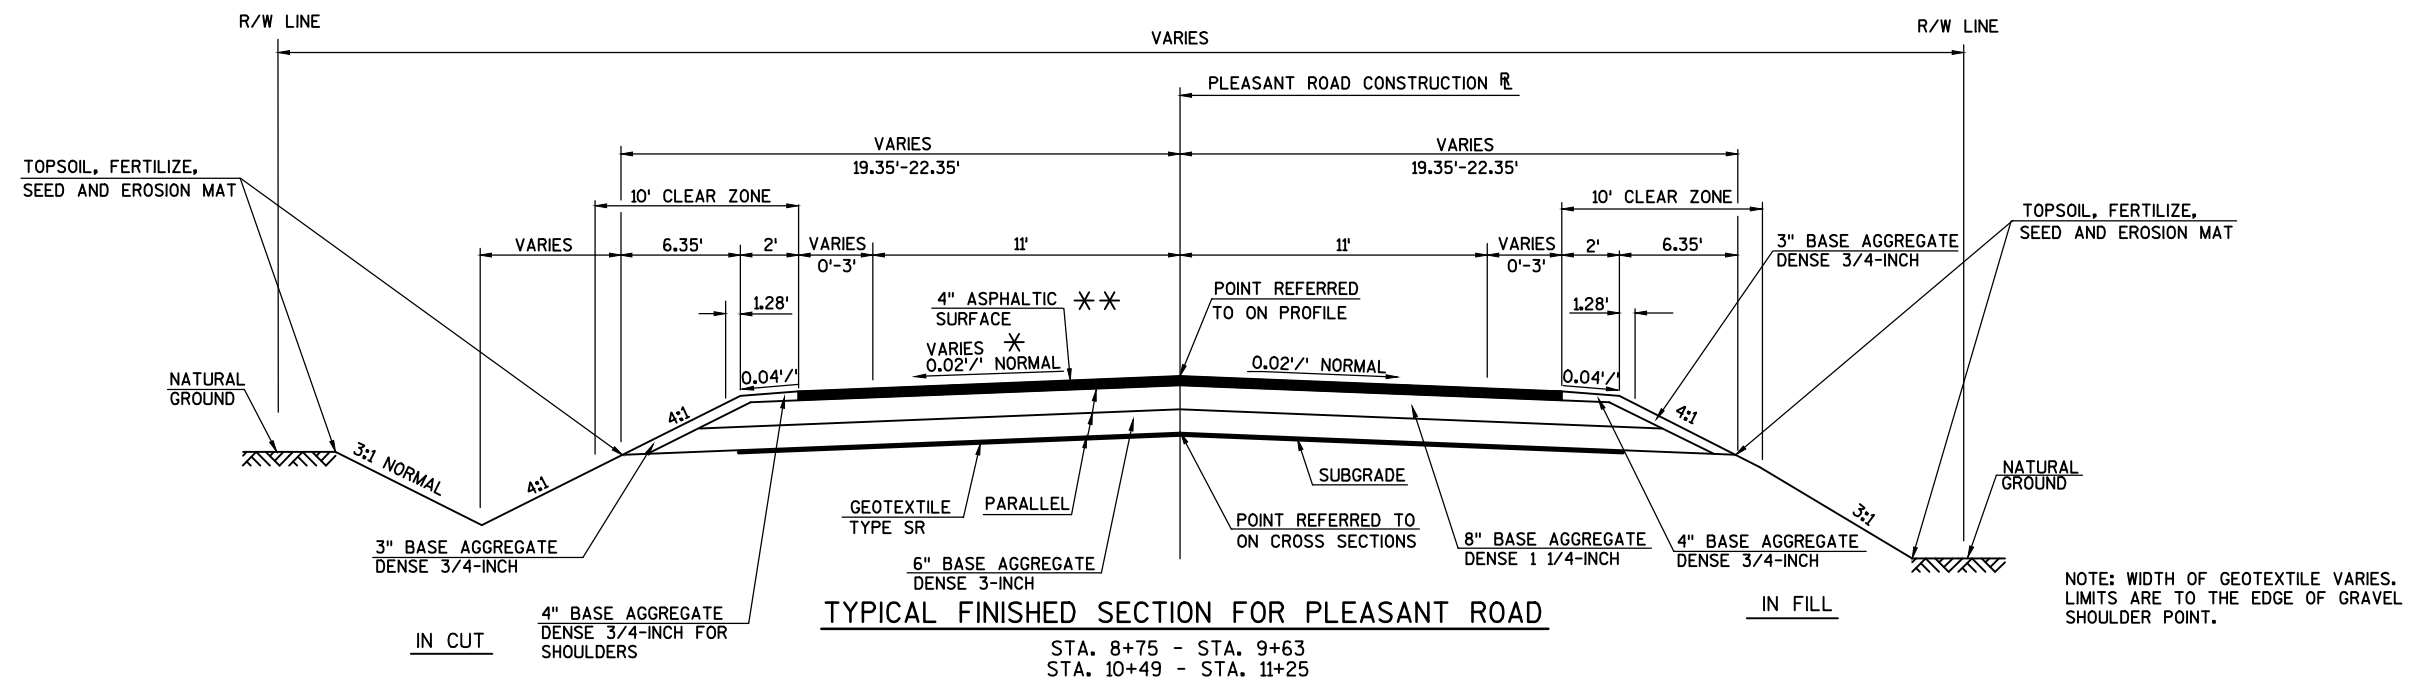 R/W LINE
R/W LINE
VARIES
PLEASANT ROAD CONSTRUCTION RL
VARIES
19.35'-22.35'
VARIES
19.35'-22.35'
TOPSOIL, FERTILIZE,
SEED AND EROSION MAT
10' CLEAR ZONE
10' CLEAR ZONE
TOPSOIL, FERTILIZE,
SEED AND EROSION MAT
VARIES
6.35'
2'
VARIES
0'-3'
11'
11'
VARIES
0'-3'
2'
6.35'
3" BASE AGGREGATE
DENSE 3/4-INCH
1.28'
4" ASPHALTIC **
SURFACE
POINT REFERRED
TO ON PROFILE
1.28'
VARIES *
0.02'/' NORMAL
0.02'/' NORMAL
0.04'/'
0.04'/'
NATURAL
GROUND
4:1
4:1
3:1 NORMAL
4:1
SUBGRADE
NATURAL
GROUND
GEOTEXTILE
TYPE SR
PARALLEL
POINT REFERRED TO
ON CROSS SECTIONS
3:1
3" BASE AGGREGATE
DENSE 3/4-INCH
6" BASE AGGREGATE
DENSE 3-INCH
8" BASE AGGREGATE
DENSE 1 1/4-INCH
4" BASE AGGREGATE
DENSE 3/4-INCH
4" BASE AGGREGATE
DENSE 3/4-INCH FOR
SHOULDERS
NOTE: WIDTH OF GEOTEXTILE VARIES.
LIMITS ARE TO THE EDGE OF GRAVEL
SHOULDER POINT.
IN CUT
TYPICAL FINISHED SECTION FOR PLEASANT ROAD
IN FILL
STA. 8+75 - STA. 9+63
STA. 10+49 - STA. 11+25